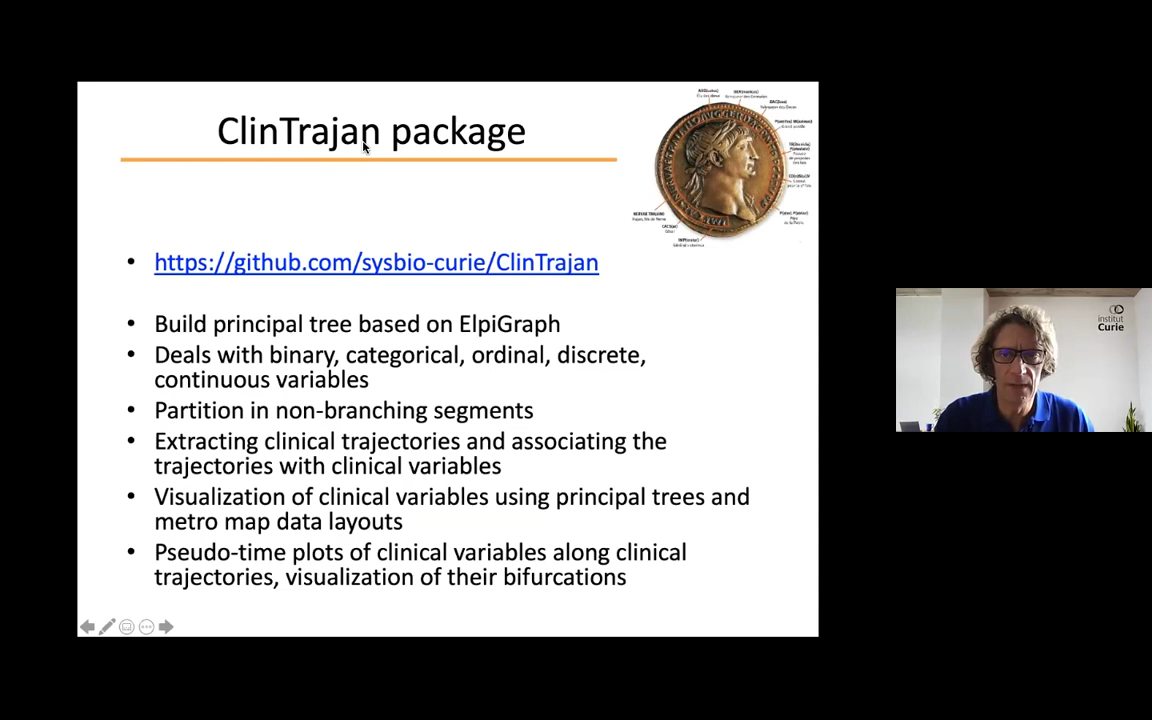 ClinTrajan package
• https://github.com/sysbio-curie/ClinTrajan
• Build principal tree based on ElpiGraph
• Deals with binary, categorical, ordinal, discrete,
continuous variables
• Partition in non-branching segments
• Extracting clinical trajectories and associating the
trajectories with clinical variables
• Visualization of clinical variables using principal trees and
metro map data layouts
• Pseudo-time plots of clinical variables along clinical
trajectories, visualization of their bifurcations
institut
Curie